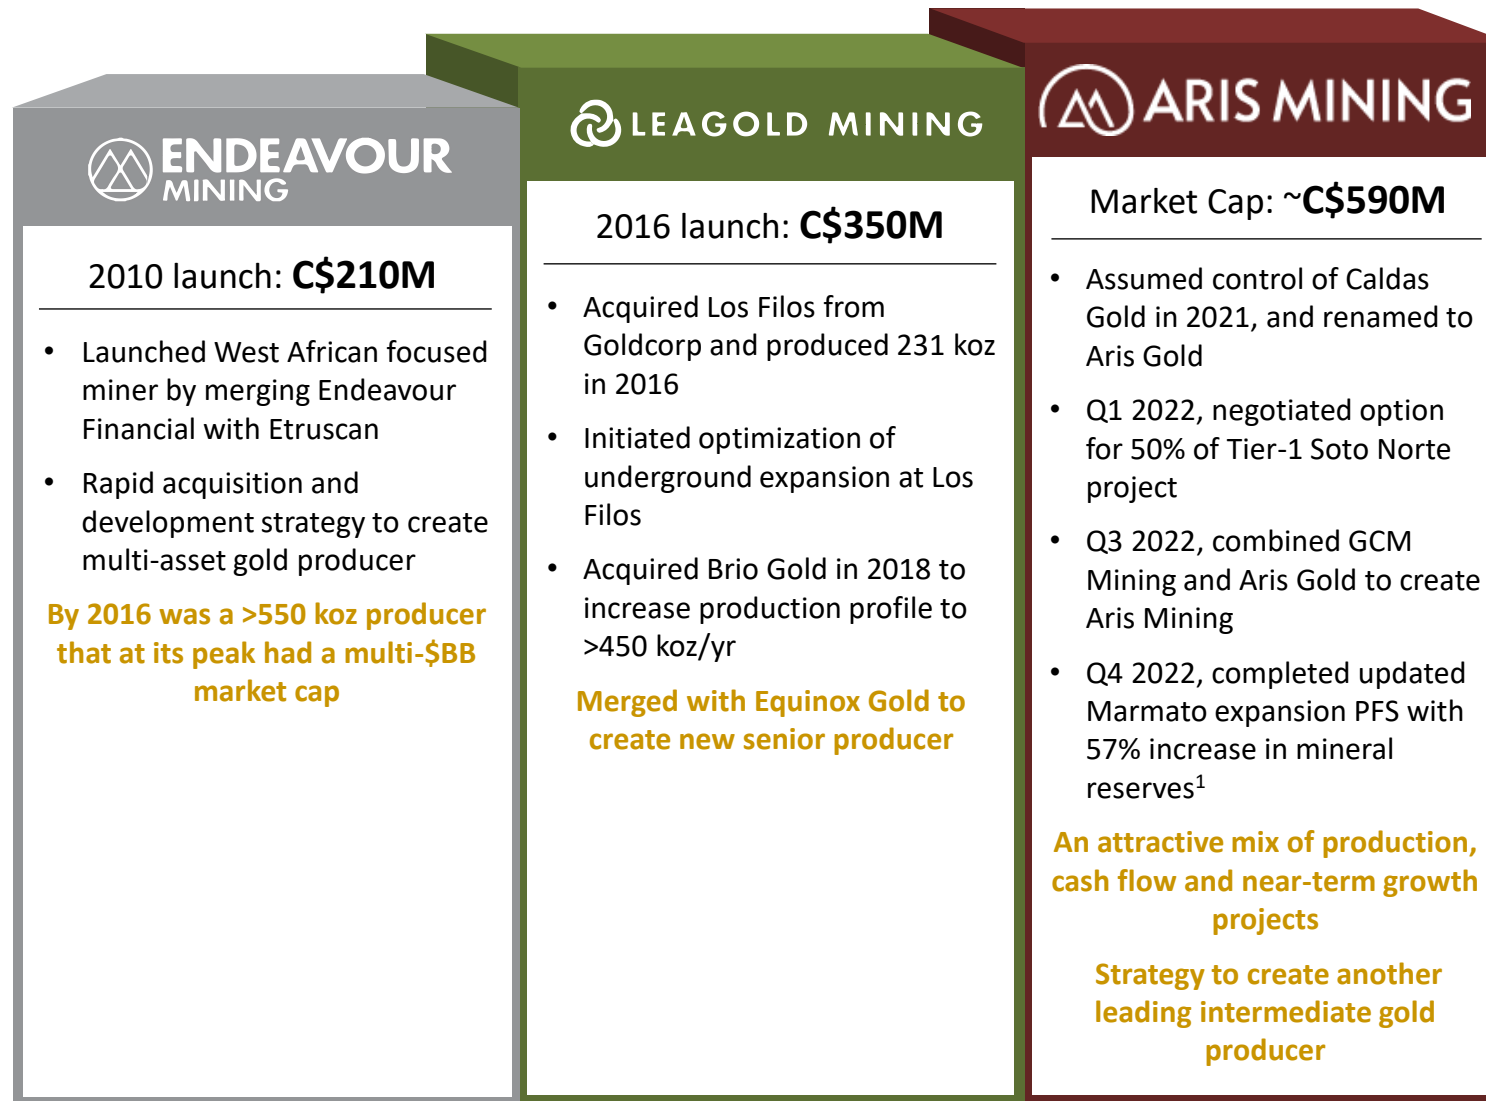 ENDEAVOUR
MINING
2010 launch: C$210M
• Launched West African focused
miner by merging Endeavour
Financial with Etruscan
• Rapid acquisition and
development strategy to create
multi-asset gold producer
By 2016 was a >550 koz producer
that at its peak had a multi-$BB
market cap
LEAGOLD MINING
2016 launch: C$350M
• Acquired Los Filos from
Goldcorp and produced 231 koz
in 2016
• Initiated optimization of
underground expansion at Los
Filos
• Acquired Brio Gold in 2018 to
increase production profile to
>450 koz/yr
Merged with Equinox Gold to
create new senior producer
ARIS MINING
Market Cap: ~C$590M
• Assumed control of Caldas
Gold in 2021, and renamed to
Aris Gold
• Q1 2022, negotiated option
for 50% of Tier-1 Soto Norte
project
• Q3 2022, combined GCM
Mining and Aris Gold to create
Aris Mining
• Q4 2022, completed updated
Marmato expansion PFS with
57% increase in mineral
reserves¹
An attractive mix of production,
cash flow and near-term growth
projects
Strategy to create another
leading intermediate gold
producer